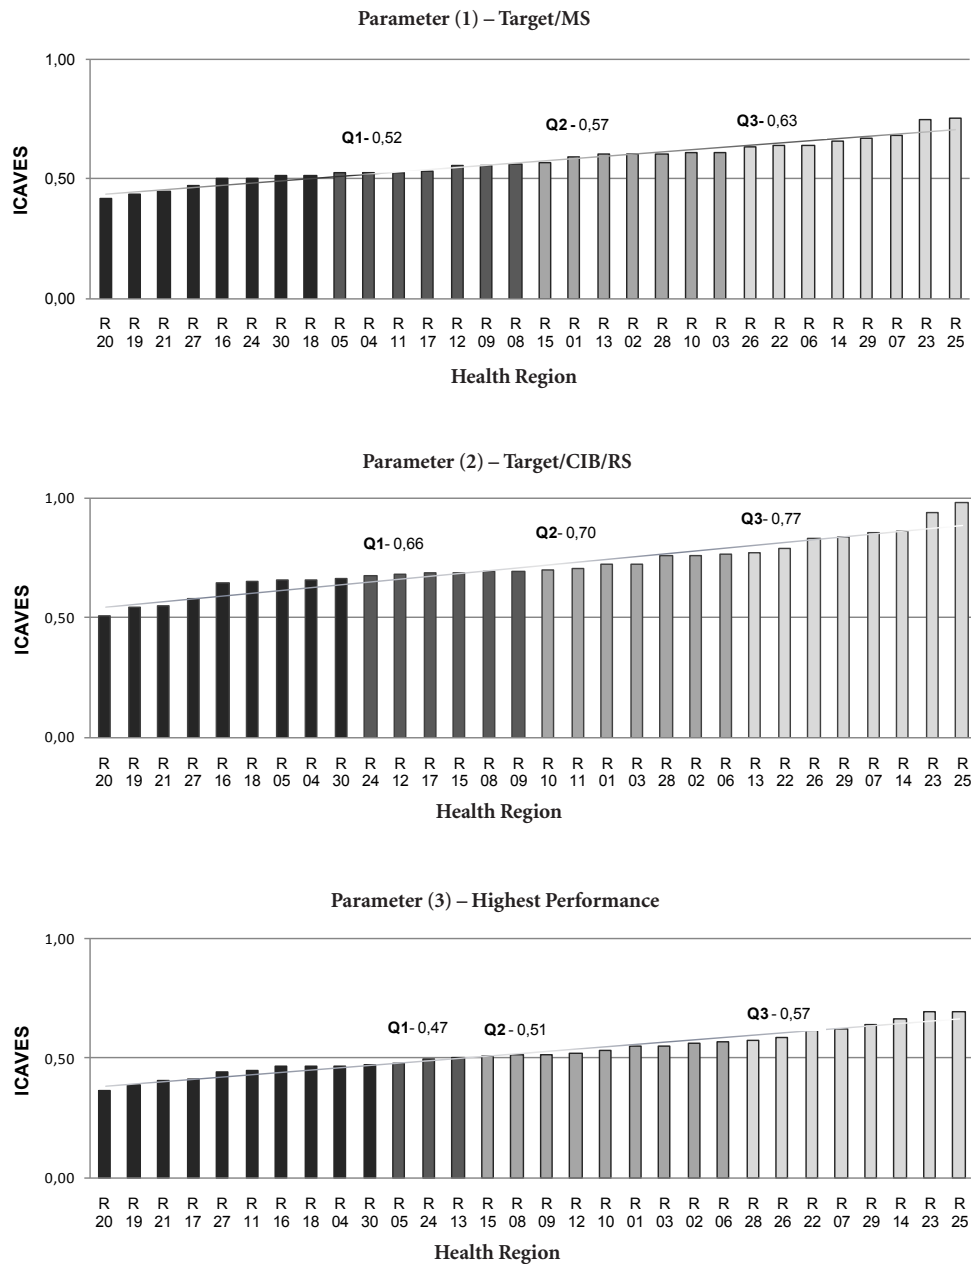 Parameter (1) – Target/MS
1,00
Q1- 0,52
Q2 - 0,57
Q3- 0,63
0,50
ICAVES
0,00
R R R R R R R R R R R R R R R R R R R R R R R R R R R R R R
20 19 21 27 16 24 30 18 05 04 11 17 12 09 08 15 01 13 02 28 10 03 26 22 06 14 29 07 23 25
Health Region
Parameter (2) – Target/CIB/RS
1,00
Q1- 0,66
Q2- 0,70
Q3- 0,77
0,50
ICAVES
0,00
R R R R R R R R R R R R R R R R R R R R R R R R R R R R R R
20 19 21 27 16 18 05 04 30 24 12 17 15 08 09 10 11 01 03 28 02 06 13 22 26 29 07 14 23 25
Health Region
Parameter (3) – Highest Performance
1,00
Q1- 0,47
Q2 - 0,51
Q3 - 0,57
0,50
ICAVES
0,00
R R R R R R R R R R R R R R R R R R R R R R R R R R R R R R
20 19 21 17 27 11 16 18 04 30 05 24 13 15 08 09 12 10 01 03 02 06 28 26 22 07 29 14 23 25
Health Region